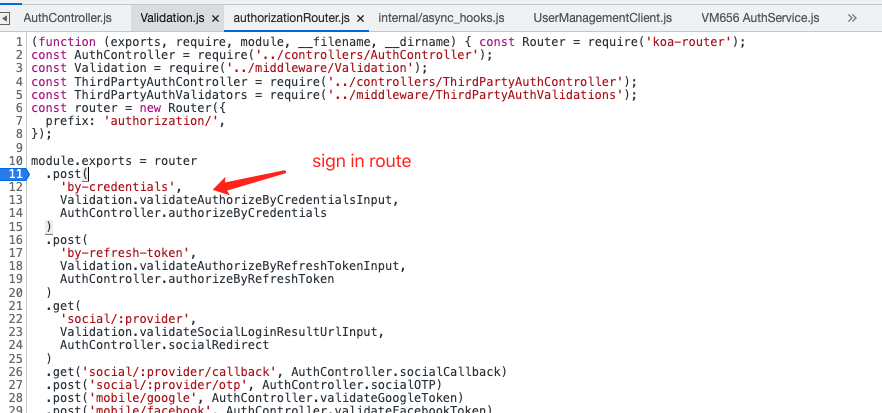 AuthController.js Validation.js × authorizationRouter.js × internal/async_hooks.js UserManagementClient.js VM656 AuthService.js »
1 (function (exports, require, module, __filename, __dirname) { const Router = require('koa-router');
2 const AuthController = require('../controllers/AuthController');
3 const Validation = require('../middleware/Validation');
4 const ThirdPartyAuthController = require('../controllers/ThirdPartyAuthController');
5 const ThirdPartyAuthValidators = require('../middleware/ThirdPartyAuthValidations');
6 const router = new Router({
7   prefix: 'authorization/',
8 });
9
10 module.exports = router
sign in route
11   .post(
12     'by-credentials',
13     Validation.validateAuthorizeByCredentialsInput,
14     AuthController.authorizeByCredentials
15   )
16   .post(
17     'by-refresh-token',
18     Validation.validateAuthorizeByRefreshTokenInput,
19     AuthController.authorizeByRefreshToken
20   )
21   .get(
22     'social/:provider',
23     Validation.validateSocialLoginResultUrlInput,
24     AuthController.socialRedirect
25   )
26   .get('social/:provider/callback', AuthController.socialCallback)
27   .post('social/:provider/otp', AuthController.socialOTP)
28   .post('mobile/google', AuthController.validateGoogleToken)
29   .post('mobile/facebook', AuthController.validateFacebookToken)